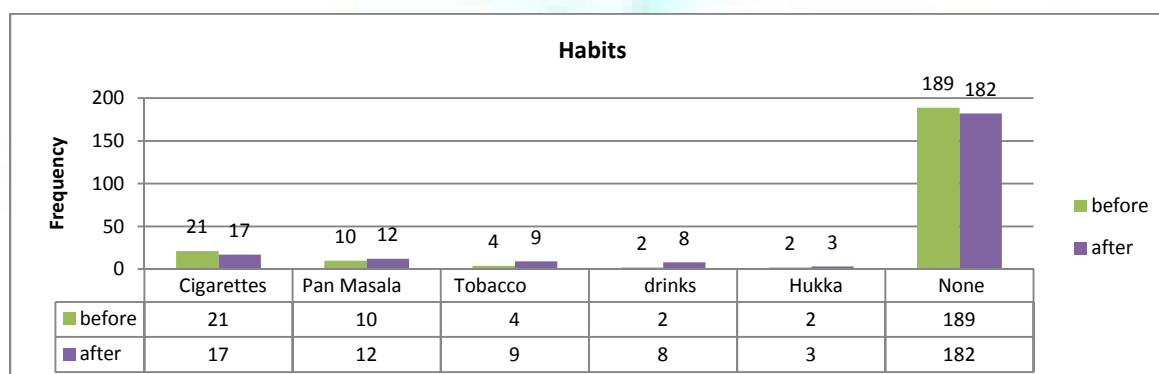 Habits
189 182
200
150
100
50
0
Frequency
21 17 10 12 4 9 2 8 2 3
before
after
Cigarettes Pan Masala Tobacco drinks Hukka None
before 21 10 4 2 2 189
after 17 12 9 8 3 182